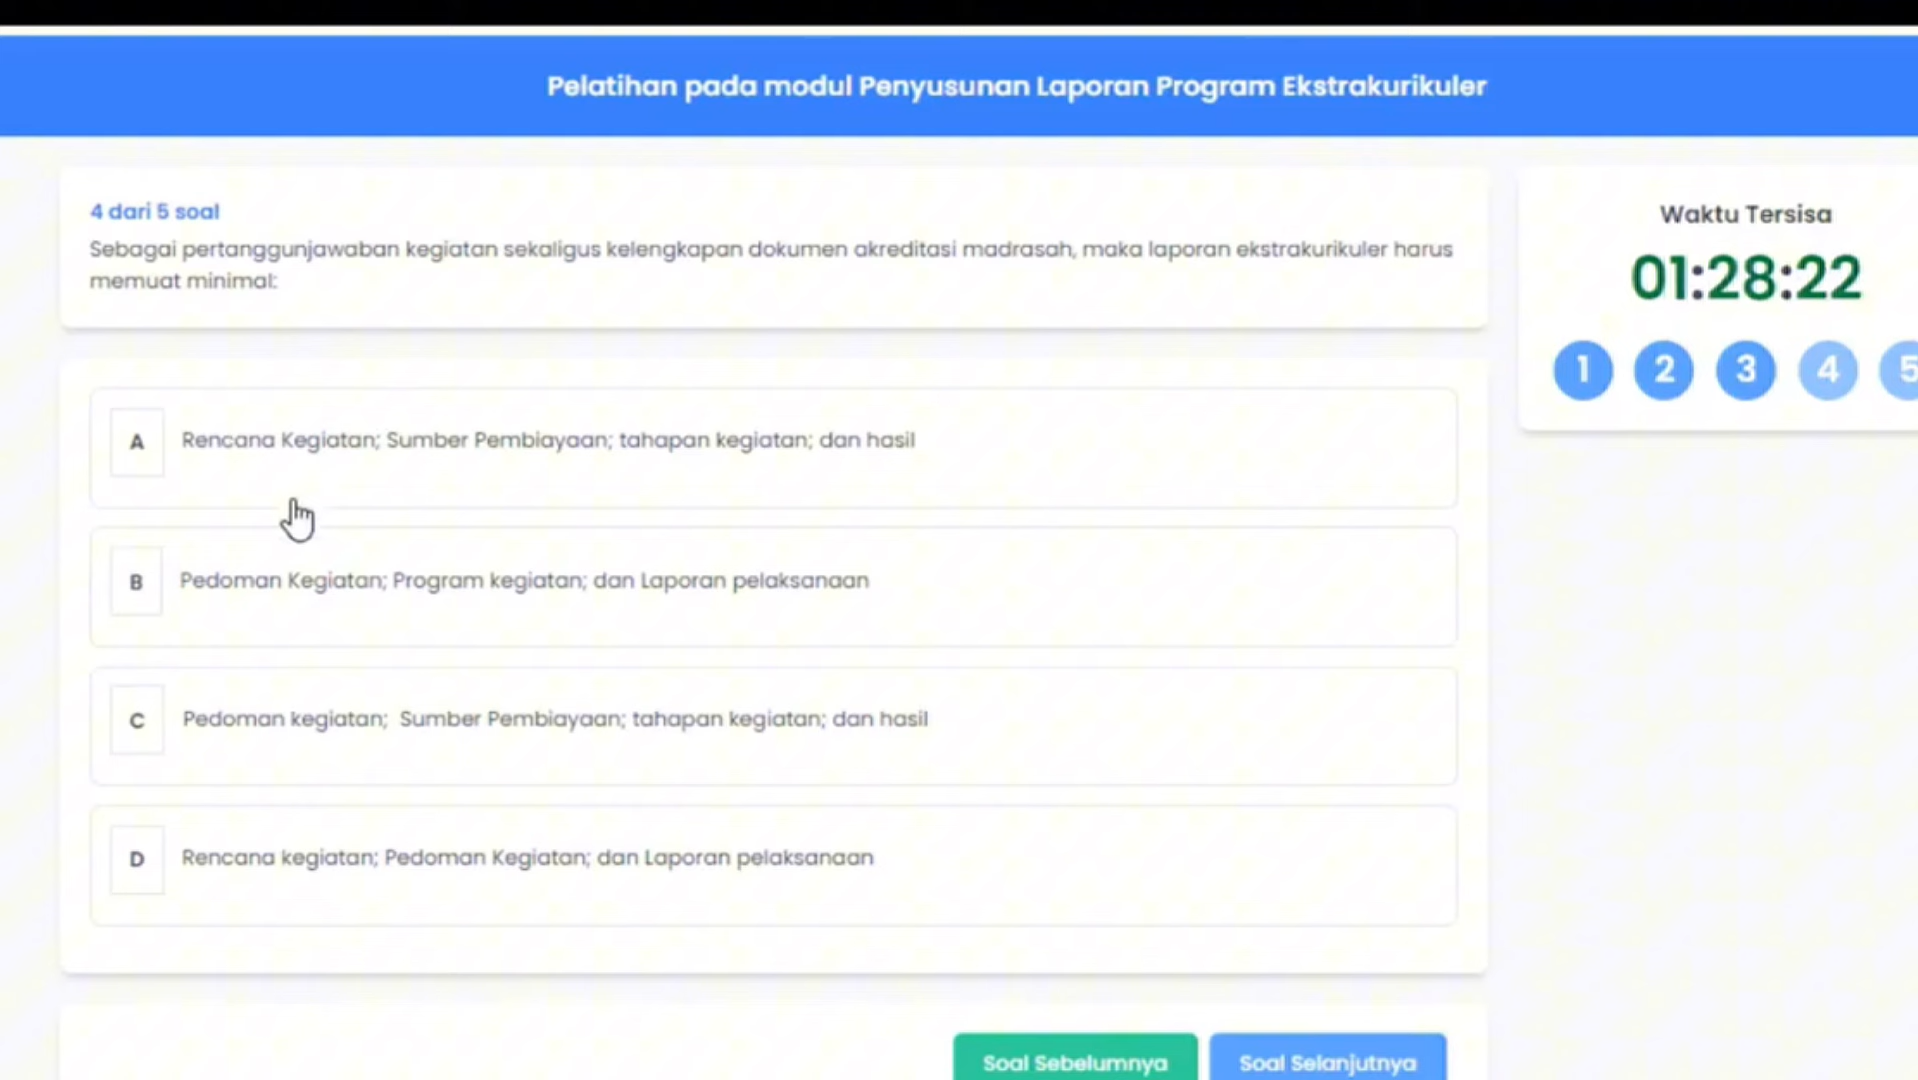 Pelatihan pada modul Penyusunan Laporan Program Ekstrakurikuler
4 dari 5 soal
Sebagai pertanggunjawaban kegiatan sekaligus kelengkapan dokumen akreditasi madrasah, maka laporan ekstrakurikuler harus
memuat minimal:
Waktu Tersisa
01:28:22
1 2 3 4 5
A Rencana Kegiatan; Sumber Pembiayaan; tahapan kegiatan; dan hasil
B Pedoman Kegiatan; Program kegiatan; dan Laporan pelaksanaan
C Pedoman kegiatan; Sumber Pembiayaan; tahapan kegiatan; dan hasil
D Rencana kegiatan; Pedoman Kegiatan; dan Laporan pelaksanaan
Soal Sebelumnya Soal Selanjutnya